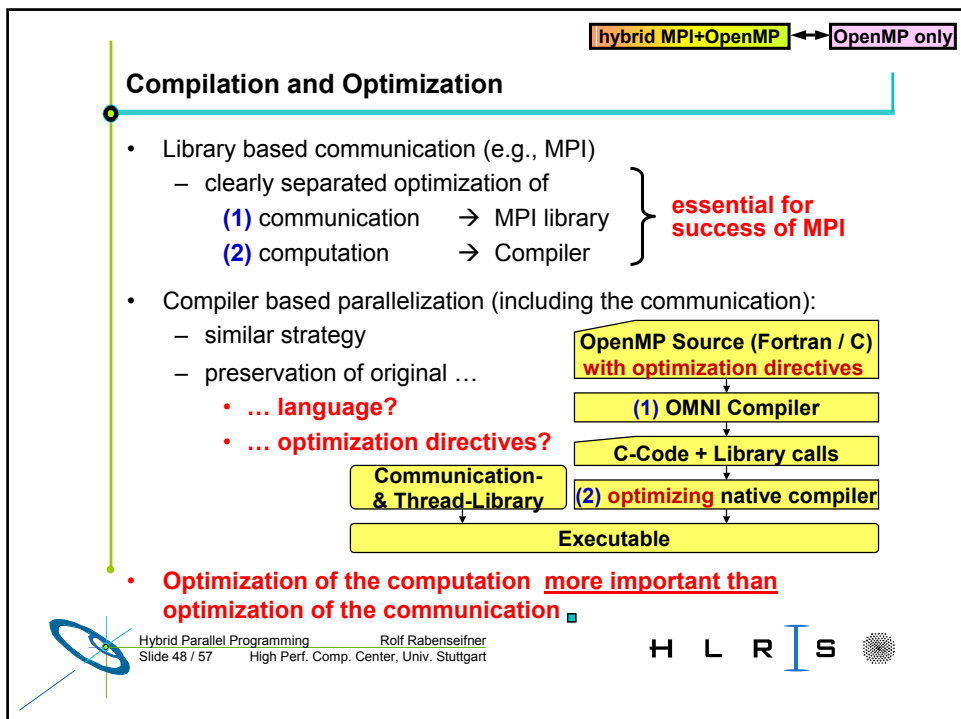 hybrid MPI+OpenMP OpenMP only
Compilation and Optimization
• Library based communication (e.g., MPI)
– clearly separated optimization of
(1) communication → MPI library
(2) computation → Compiler
essential for
success of MPI
• Compiler based parallelization (including the communication):
– similar strategy
– preservation of original …
• … language?
• … optimization directives?
OpenMP Source (Fortran / C)
with optimization directives
(1) OMNI Compiler
C-Code + Library calls
Communication-
& Thread-Library
(2) optimizing native compiler
Executable
• Optimization of the computation more important than
optimization of the communication
Hybrid Parallel Programming Rolf Rabenseifner
Slide 48 / 57 High Perf. Comp. Center, Univ. Stuttgart
H L R I S